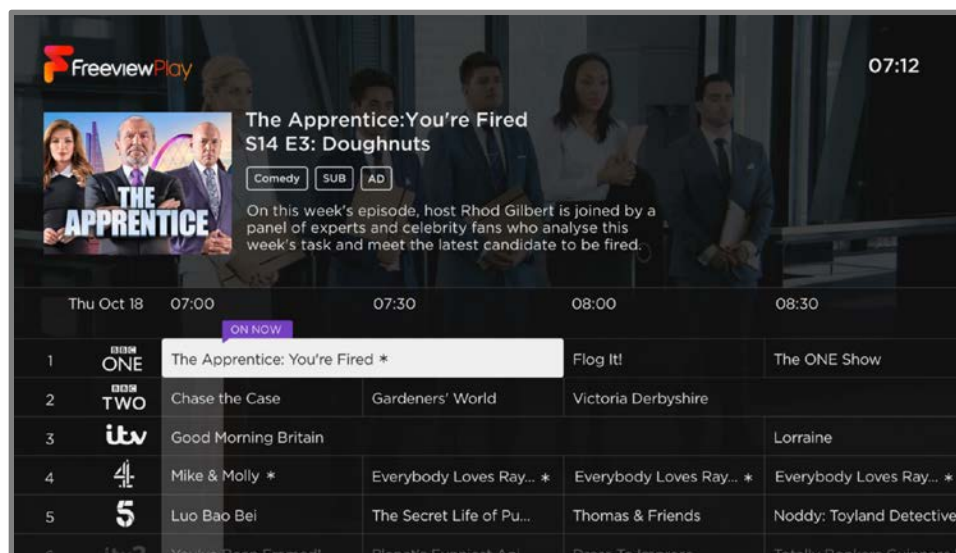 FreeviewPlay
07:12
The Apprentice:You're Fired
S14 E3: Doughnuts
Comedy SUB AD
On this week's episode, host Rhod Gilbert is joined by a
panel of experts and celebrity fans who analyse this
week's task and meet the latest candidate to be fired.
THE
APPRENTICE
Thu Oct 18 07:00 07:30 08:00 08:30
ON NOW
1 BBC ONE The Apprentice: You're Fired * Flog It! The ONE Show
2 BBC TWO Chase the Case Gardeners' World Victoria Derbyshire
3 itv Good Morning Britain Lorraine
4 4 Mike & Molly * Everybody Loves Ray... * Everybody Loves Ray... * Everybody Loves Ray... *
5 5 Luo Bao Bei The Secret Life of Pu... Thomas & Friends Noddy: Toyland Detective